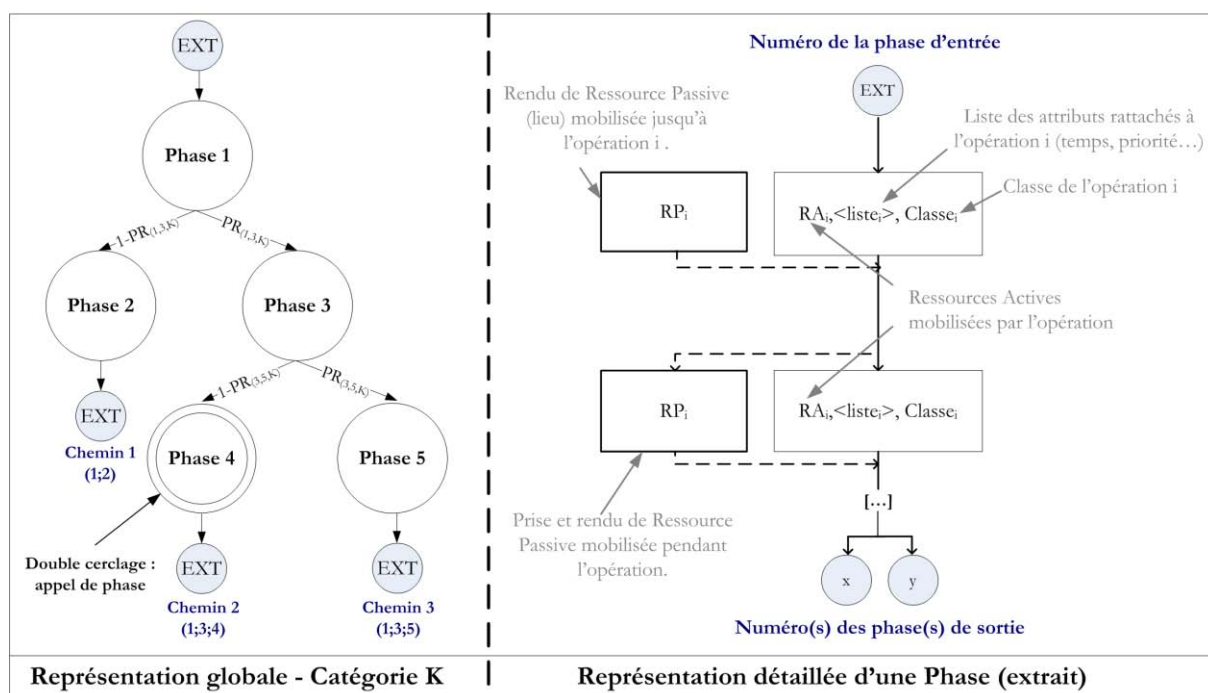 EXT
Phase 1
1-PR(1,3,K)
PR(1,3,K)
Phase 2
Phase 3
EXT
Chemin 1
(1;2)
1-PR(3,5,K)
PR(3,5,K)
Phase 4
Phase 5
Double cerclage :
appel de phase
EXT
Chemin 2
(1;3;4)
EXT
Chemin 3
(1;3;5)
Représentation globale - Catégorie K
Numéro de la phase d'entrée
EXT
Rendu de Ressource Passive
(lieu) mobilisée jusqu'à
l'opération i .
Liste des attributs rattachés à
l'opération i (temps, priorité…)
Classe de l'opération i
RPi
RAi,<listei>, Classei
Ressources Actives
mobilisées par l'opération
RPi
RAi,<listei>, Classei
Prise et rendu de Ressource
Passive mobilisée pendant
l'opération.
[...]
x
y
Numéro(s) des phase(s) de sortie
Représentation détaillée d'une Phase (extrait)